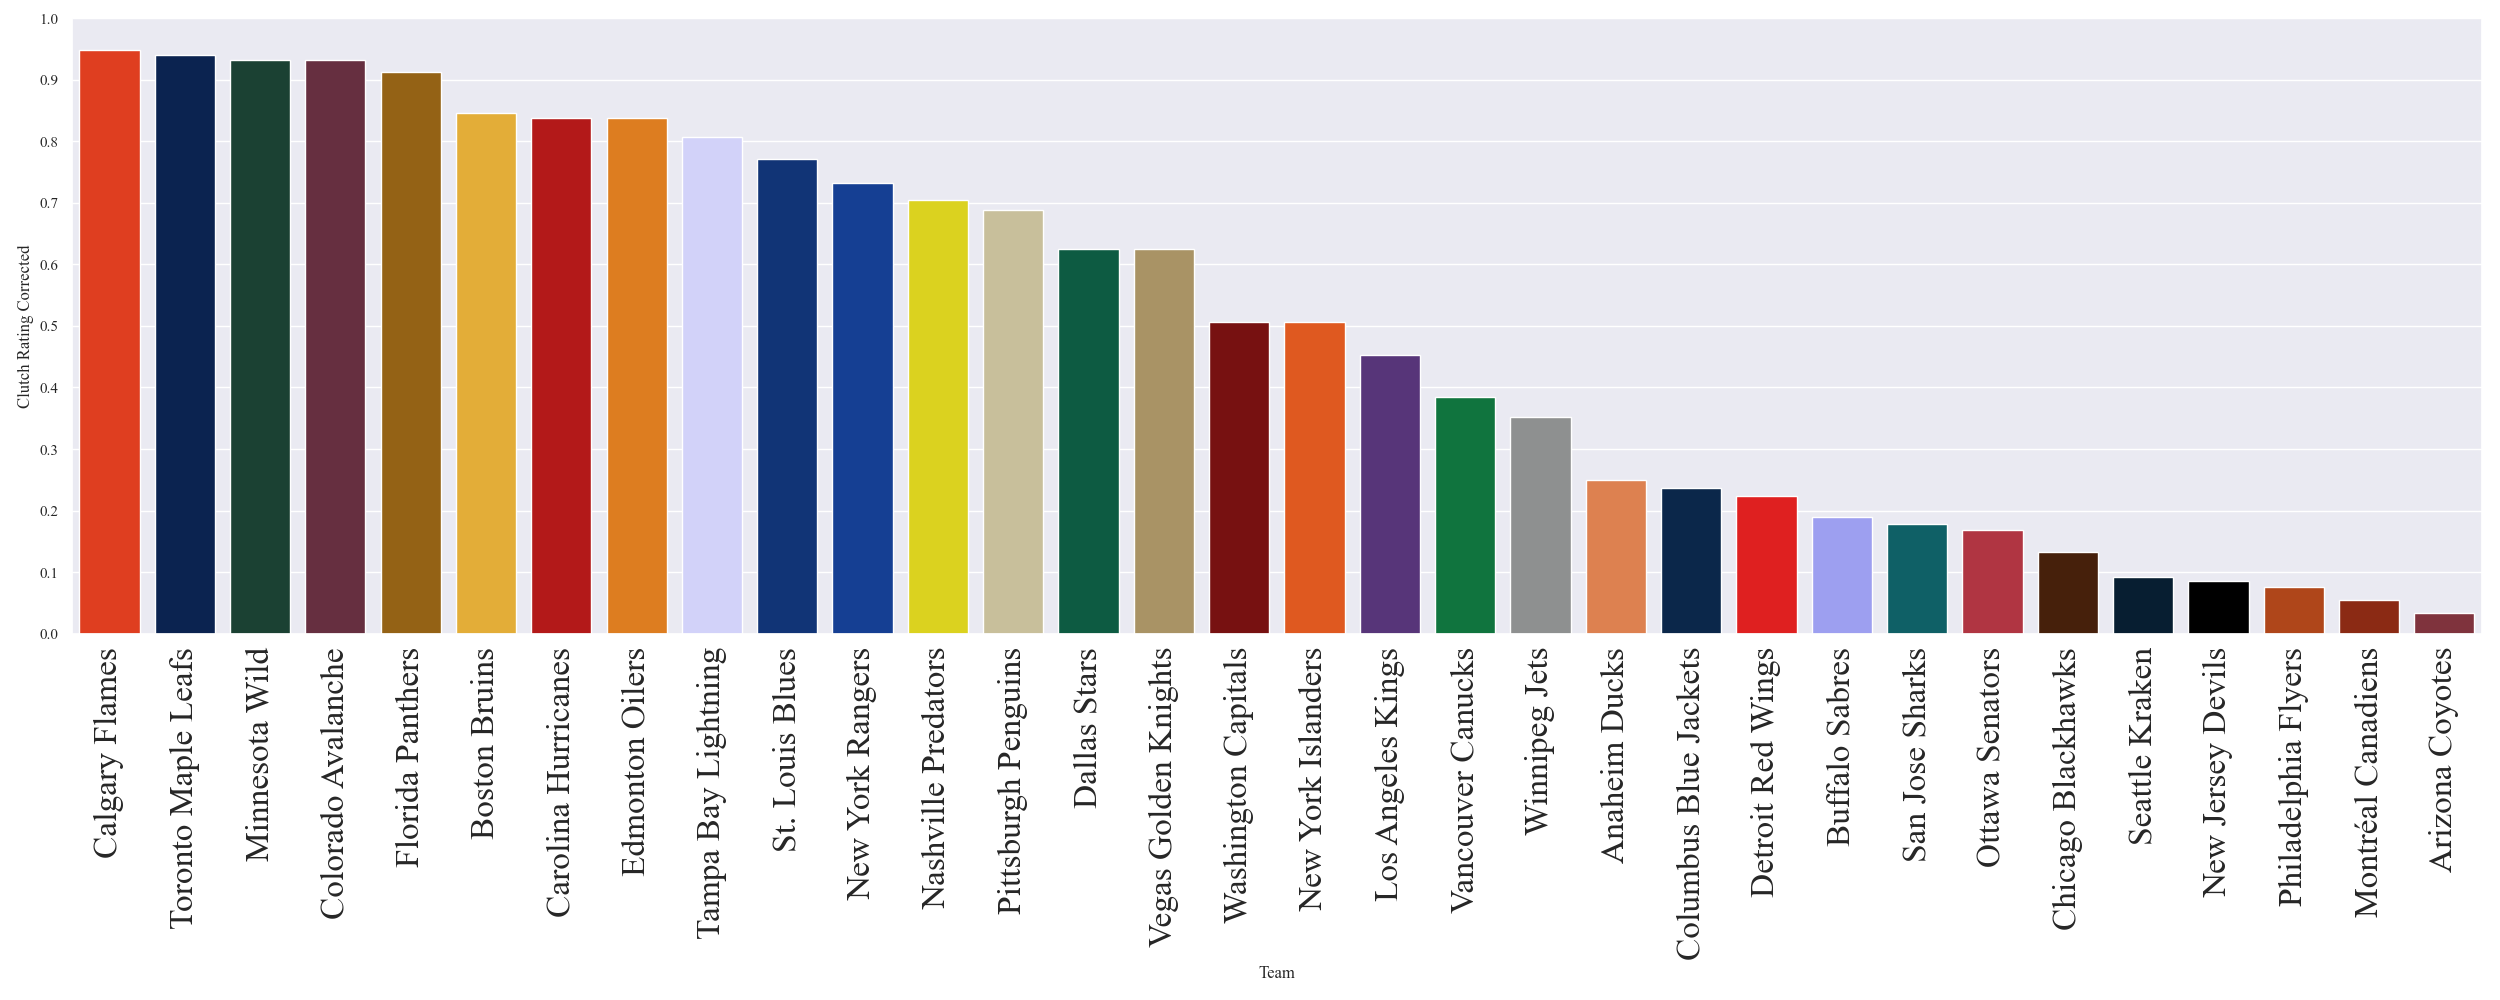 1.0
0.9
0.8
0.7
0.6
0.5
0.4
0.3
0.2
0.1
0.0
Clutch Rating Corrected
Calgary Flames
Toronto Maple Leafs
Minnesota Wild
Colorado Avalanche
Florida Panthers
Boston Bruins
Carolina Hurricanes
Edmonton Oilers
Tampa Bay Lightning
St. Louis Blues
New York Rangers
Nashville Predators
Pittsburgh Penguins
Dallas Stars
Vegas Golden Knights
Washington Capitals
New York Islanders
Los Angeles Kings
Vancouver Canucks
Winnipeg Jets
Anaheim Ducks
Columbus Blue Jackets
Detroit Red Wings
Buffalo Sabres
San Jose Sharks
Ottawa Senators
Chicago Blackhawks
Seattle Kraken
New Jersey Devils
Philadelphia Flyers
Montréal Canadiens
Arizona Coyotes
Team